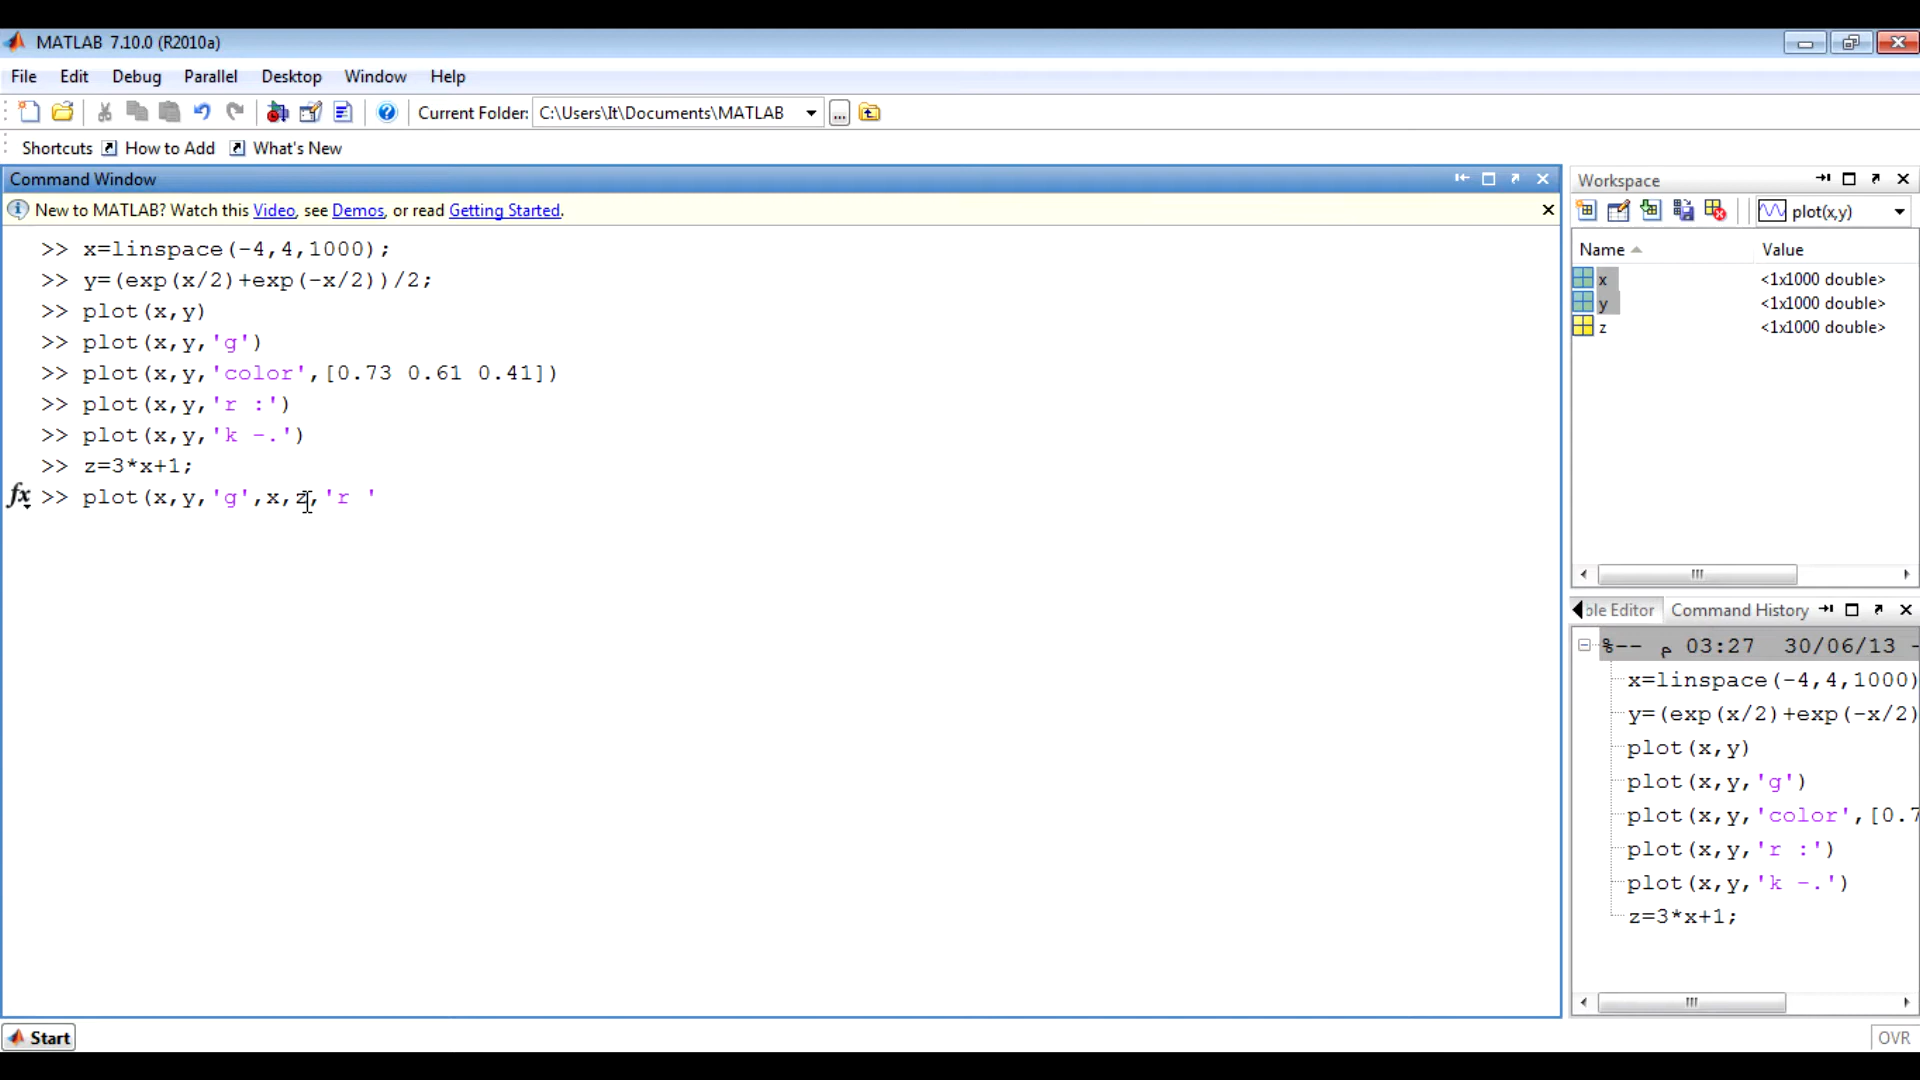 MATLAB 7.10.0 (R2010a)
File Edit Debug Parallel Desktop Window Help
Current Folder: C:\Users\It\Documents\MATLAB ...
Shortcuts How to Add What's New
Command Window
New to MATLAB? Watch this Video, see Demos, or read Getting Started.
>> x=linspace(-4,4,1000);
>> y=(exp(x/2)+exp(-x/2))/2;
>> plot(x,y)
>> plot(x,y,'g')
>> plot(x,y,'color',[0.73 0.61 0.41])
>> plot(x,y,'r :')
>> plot(x,y,'k -.')
>> z=3*x+1;
fx >> plot(x,y,'g',x,z,'r '
Workspace
plot(x,y)
Name Value
x <1x1000 double>
y <1x1000 double>
z <1x1000 double>
ble Editor Command History
%-- م 03:27 30/06/13 -
x=linspace(-4,4,1000)
y=(exp(x/2)+exp(-x/2)
plot(x,y)
plot(x,y,'g')
plot(x,y,'color',[0.7
plot(x,y,'r :')
plot(x,y,'k -.')
z=3*x+1;
Start
OVR